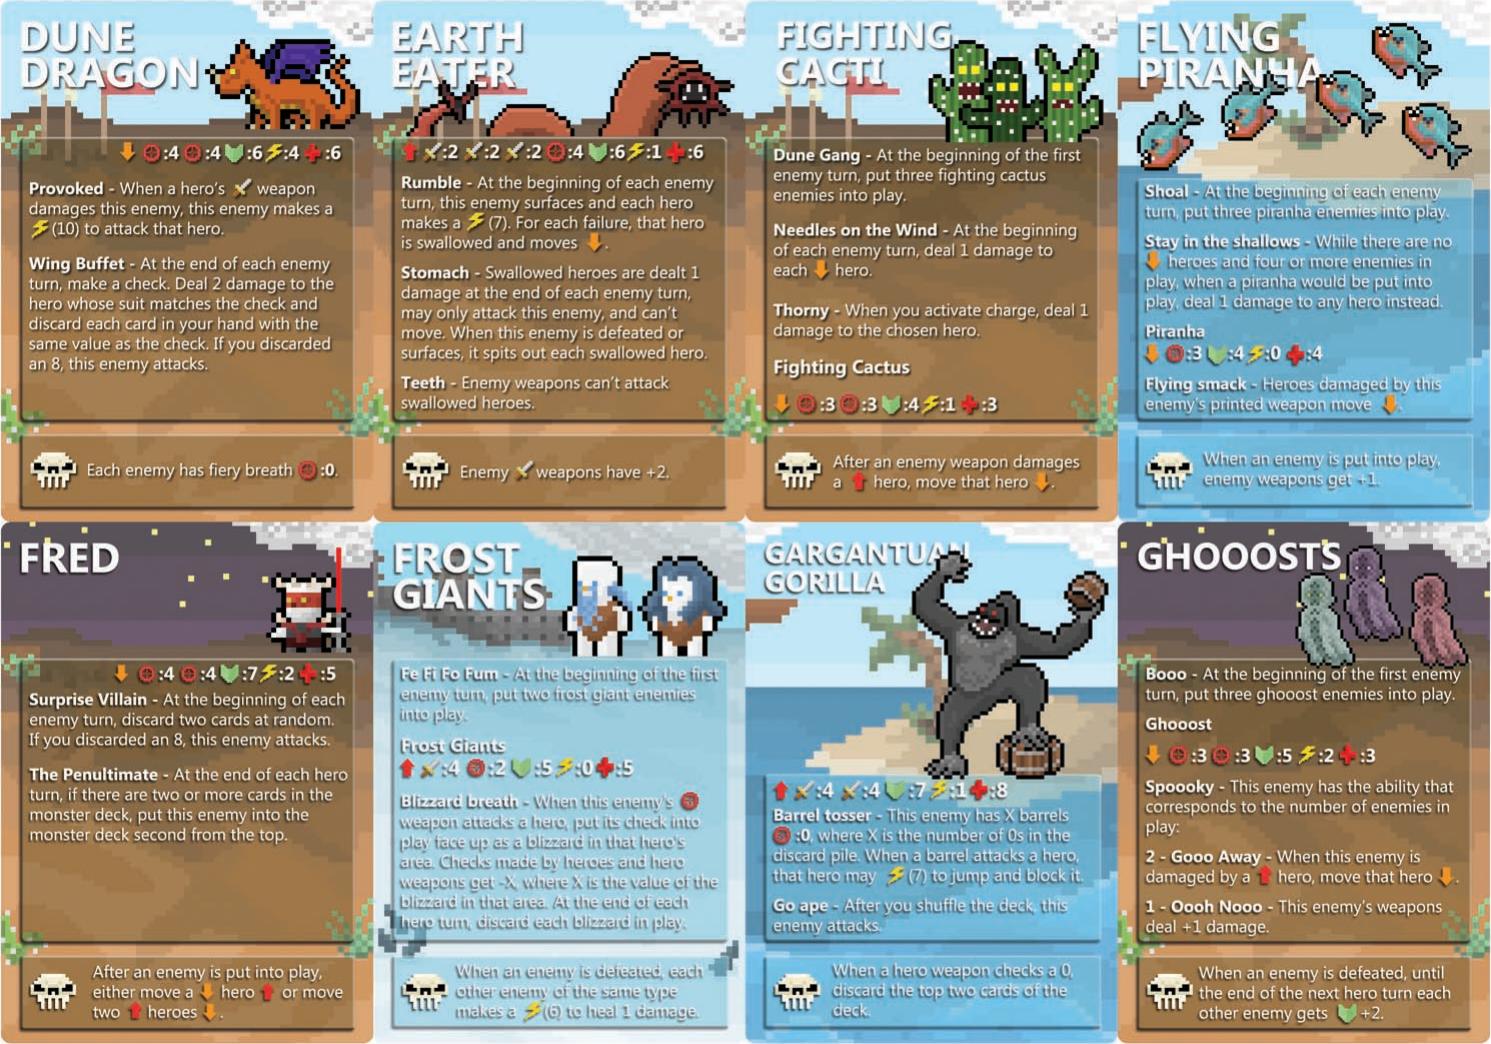 DUNE
DRAGON
:4 :4 :6 :4 :6
Provoked - When a hero's weapon
damages this enemy, this enemy makes a
(10) to attack that hero.
Wing Buffet - At the end of each enemy
turn, make a check. Deal 2 damage to the
hero whose suit matches the check and
discard each card in your hand with the
same value as the check. If you discarded
an 8, this enemy attacks.
Each enemy has fiery breath :0.
EARTH
EATER
:2 :2 :2 :4 :6 :1 :6
Rumble - At the beginning of each enemy
turn, this enemy surfaces and each hero
makes a (7). For each failure, that hero
is swallowed and moves .
Stomach - Swallowed heroes are dealt 1
damage at the end of each enemy turn,
may only attack this enemy, and can't
move. When this enemy is defeated or
surfaces, it spits out each swallowed hero.
Teeth - Enemy weapons can't attack
swallowed heroes.
Enemy weapons have +2.
FIGHTING
CACTI
Dune Gang - At the beginning of the first
enemy turn, put three fighting cactus
enemies into play.
Needles on the Wind - At the beginning
of each enemy turn, deal 1 damage to
each hero.
Thorny - When you activate charge, deal 1
damage to the chosen hero.
Fighting Cactus
:3 :3 :4 :1 :3
After an enemy weapon damages
a hero, move that hero .
FLYING
PIRANHA
Shoal - At the beginning of each enemy
turn, put three piranha enemies into play.
Stay in the shallows - While there are no
heroes and four or more enemies in
play, when a piranha would be put into
play, deal 1 damage to any hero instead.
Piranha
:3 :4 :0 :4
Flying smack - Heroes damaged by this
enemy's printed weapon move .
When an enemy is put into play,
enemy weapons get +1.
FRED
:4 :4 :7 :2 :5
Surprise Villain - At the beginning of each
enemy turn, discard two cards at random.
If you discarded an 8, this enemy attacks.
The Penultimate - At the end of each hero
turn, if there are two or more cards in the
monster deck, put this enemy into the
monster deck second from the top.
After an enemy is put into play,
either move a hero or move
two heroes .
FROST
GIANTS
Fe Fi Fo Fum - At the beginning of the first
enemy turn, put two frost giant enemies
into play.
Frost Giants
:4 :2 :5 :0 :5
Blizzard breath - When this enemy's
weapon attacks a hero, put its check into
play face up as a blizzard in that hero's
area. Checks made by heroes and hero
weapons get -X, where X is the value of the
blizzard in that area. At the end of each
hero turn, discard each blizzard in play.
When an enemy is defeated, each
other enemy of the same type
makes a (6) to heal 1 damage.
GARGANTUAN
GORILLA
:4 :4 :7 :1 :8
Barrel tosser - This enemy has X barrels
:0, where X is the number of 0s in the
discard pile. When a barrel attacks a hero,
that hero may (7) to jump and block it.
Go ape - After you shuffle the deck, this
enemy attacks.
When a hero weapon checks a 0,
discard the top two cards of the
deck.
GHOOOSTS
Booo - At the beginning of the first enemy
turn, put three ghooost enemies into play.
Ghooost
:3 :3 :5 :2 :3
Spoooky - This enemy has the ability that
corresponds to the number of enemies in
play:
2 - Gooo Away - When this enemy is
damaged by a hero, move that hero .
1 - Oooh Nooo - This enemy's weapons
deal +1 damage.
When an enemy is defeated, until
the end of the next hero turn each
other enemy gets +2.